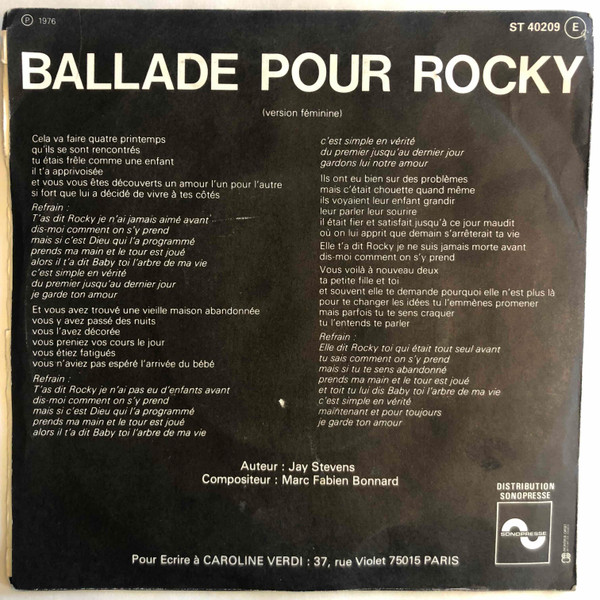 ℗ 1976
ST 40209 E
BALLADE POUR ROCKY
(version féminine)
Cela va faire quatre printemps
qu'ils se sont rencontrés
tu étais frêle comme une enfant
il t'a apprivoisée
et vous vous êtes découverts un amour l'un pour l'autre
si fort que lui a décidé de vivre à tes côtés
Refrain :
T'as dit Rocky je n'ai jamais aimé avant
dis-moi comment on s'y prend
mais si c'est Dieu qui l'a programmé
prends ma main et le tour est joué
alors il t'a dit Baby toi l'arbre de ma vie
c'est simple en vérité
du premier jusqu'au dernier jour
je garde ton amour
Et vous avez trouvé une vieille maison abandonnée
vous y avez passé des nuits
vous l'avez décorée
vous preniez vos cours le jour
vous étiez fatigués
vous n'aviez pas espéré l'arrivée du bébé
Refrain :
T'as dit Rocky je n'ai pas eu d'enfants avant
dis-moi comment on s'y prend
mais si c'est Dieu qui l'a programmé
prends ma main et le tour est joué
alors il t'a dit Baby toi l'arbre de ma vie
c'est simple en vérité
du premier jusqu'au dernier jour
gardons lui notre amour
Ils ont eu bien sur des problèmes
mais c'était chouette quand même
ils voyaient leur enfant grandir
leur parler leur sourire
il était fier et satisfait jusqu'à ce jour maudit
où on lui apprit que demain s'arrêterait ta vie
Elle t'a dit Rocky je ne suis jamais morte avant
dis-moi comment on s'y prend
Vous voilà à nouveau deux
ta petite fille et toi
et souvent elle te demande pourquoi elle n'est plus là
pour te changer les idées tu l'emmènes promener
mais parfois tu te sens craquer
tu l'entends te parler
Refrain :
Elle dit Rocky toi qui était tout seul avant
tu sais comment on s'y prend
mais si tu te sens abandonné
prends ma main et le tour est joué
et toit tu lui dis Baby toi l'arbre de ma vie
c'est simple en vérité
maintenant et pour toujours
je garde ton amour
Auteur : Jay Stevens
Compositeur : Marc Fabien Bonnard
DISTRIBUTION
SONOPRESSE
SONOPRESSE
Pour Ecrire à CAROLINE VERDI : 37, rue Violet 75015 PARIS